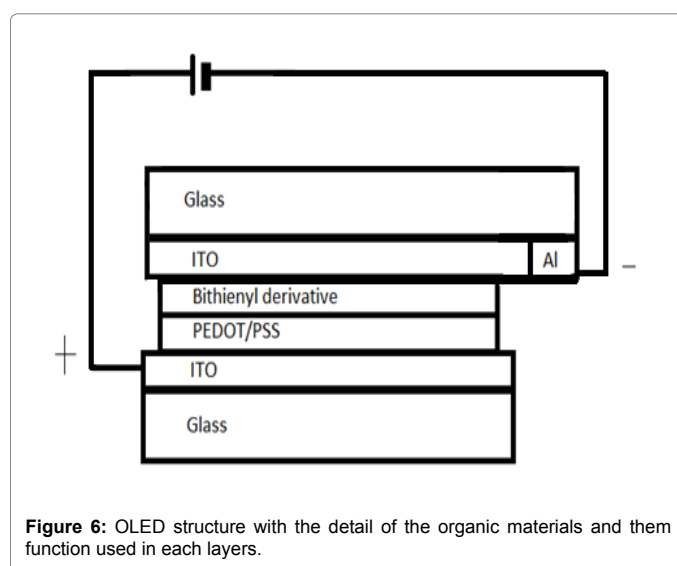 Glass
ITO Al −
Bithienyl derivative
PEDOT/PSS
+
ITO
Glass
Figure 6: OLED structure with the detail of the organic materials and them
function used in each layers.